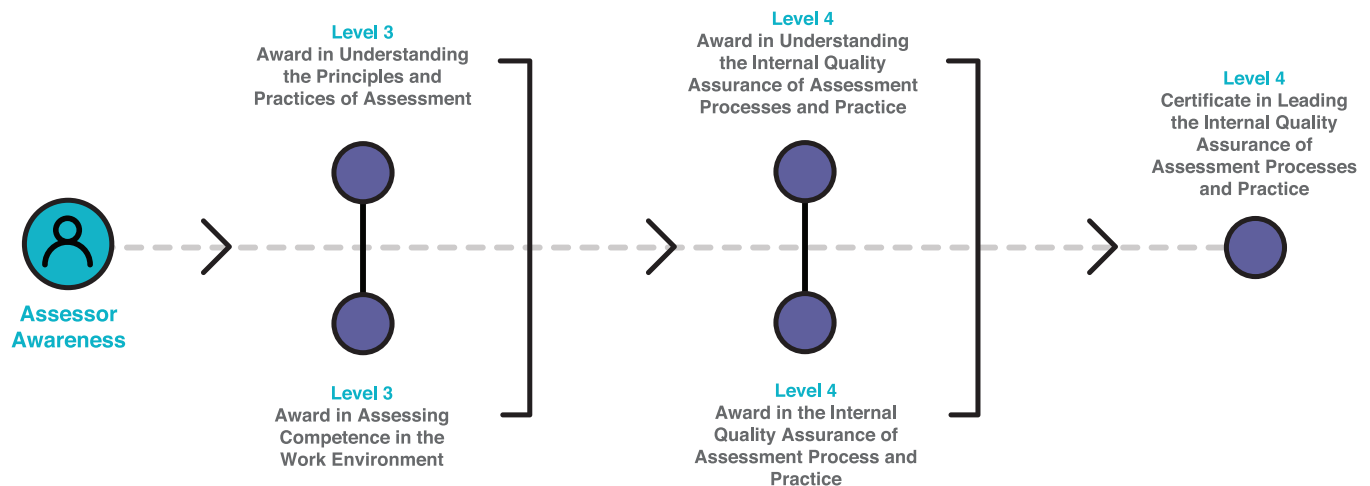 Assessor
Awareness
Level 3
Award in Understanding
the Principles and
Practices of Assessment
Level 3
Award in Assessing
Competence in the
Work Environment
Level 4
Award in Understanding
the Internal Quality
Assurance of Assessment
Processes and Practice
Level 4
Award in the Internal
Quality Assurance of
Assessment Process and
Practice
Level 4
Certificate in Leading
the Internal Quality
Assurance of
Assessment Processes
and Practice